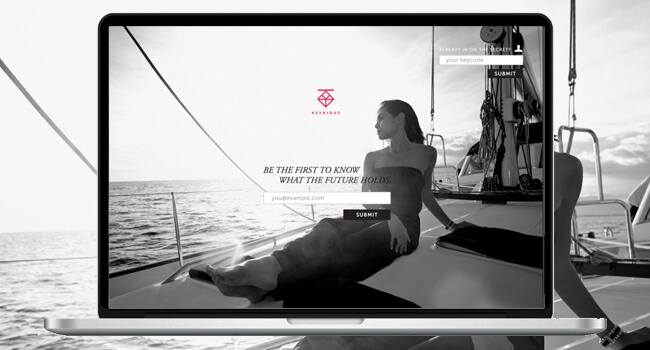 ALREADY IN ON THE SECRET?
your keycode
SUBMIT
KEYBIQUE
BE THE FIRST TO KNOW
WHAT THE FUTURE HOLDS.
you@example.com
SUBMIT